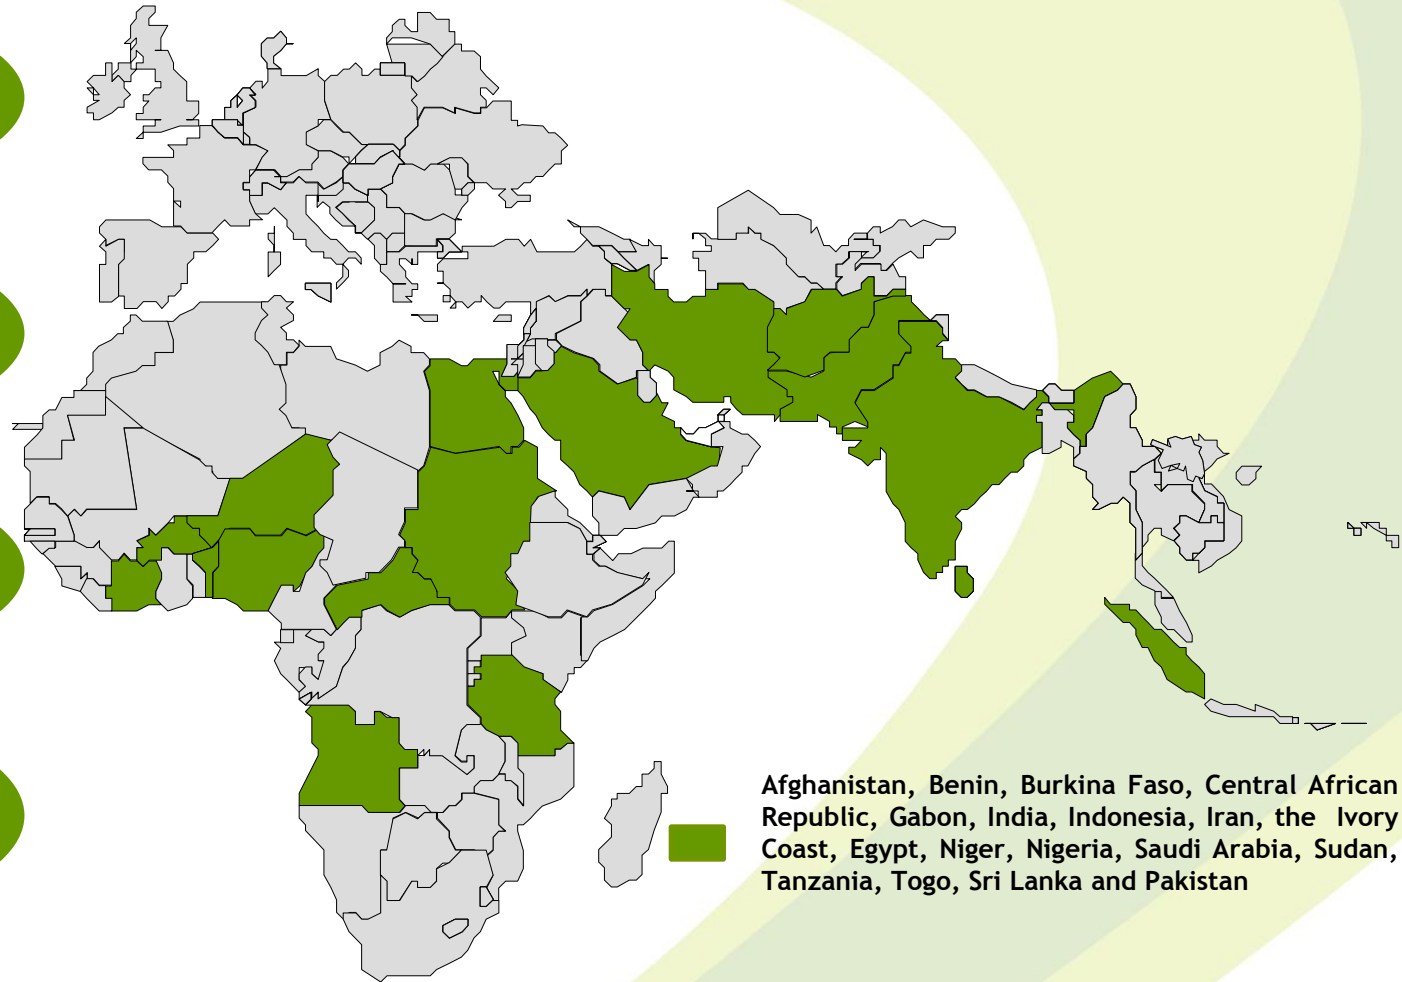 Afghanistan, Benin, Burkina Faso, Central African
Republic, Gabon, India, Indonesia, Iran, the Ivory
Coast, Egypt, Niger, Nigeria, Saudi Arabia, Sudan,
Tanzania, Togo, Sri Lanka and Pakistan